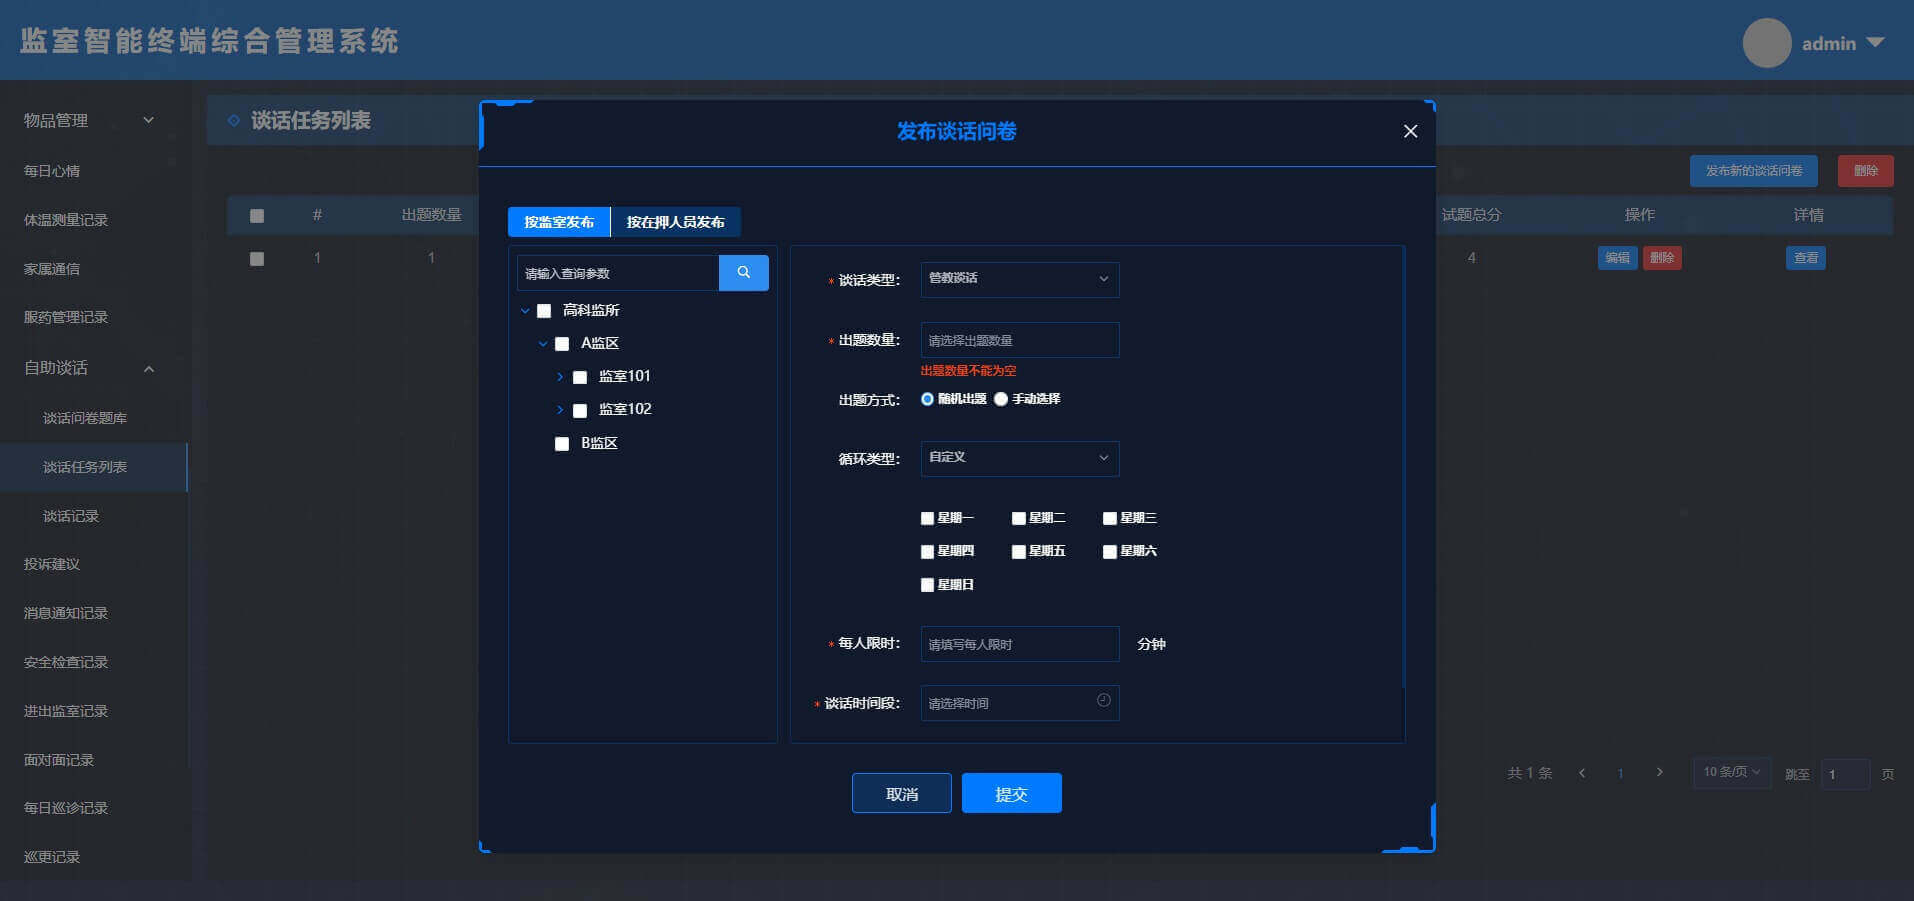 监室智能终端综合管理系统
admin
物品管理
每日心情
体温测量记录
家属通信
服药管理记录
自助谈话
谈话问卷题库
谈话任务列表
谈话记录
投诉建议
消息通知记录
安全检查记录
进出监室记录
面对面记录
每日巡诊记录
巡更记录
谈话任务列表
发布新的谈话问卷 删除
# 出题数量 试题总分 操作 详情
1 1 4 编辑 删除 查看
发布谈话问卷
按监室发布 按在押人员发布
请输入查询参数
高科监所
A监区
监室101
监室102
B监区
* 谈话类型: 管教谈话
* 出题数量: 请选择出题数量
出题数量不能为空
出题方式: 随机出题 手动选择
循环类型: 自定义
星期一 星期二 星期三
星期四 星期五 星期六
星期日
* 每人限时: 请填写每人限时 分钟
* 谈话时间段: 请选择时间
取消 提交
共 1 条 1 10 条/页 跳至 1 页